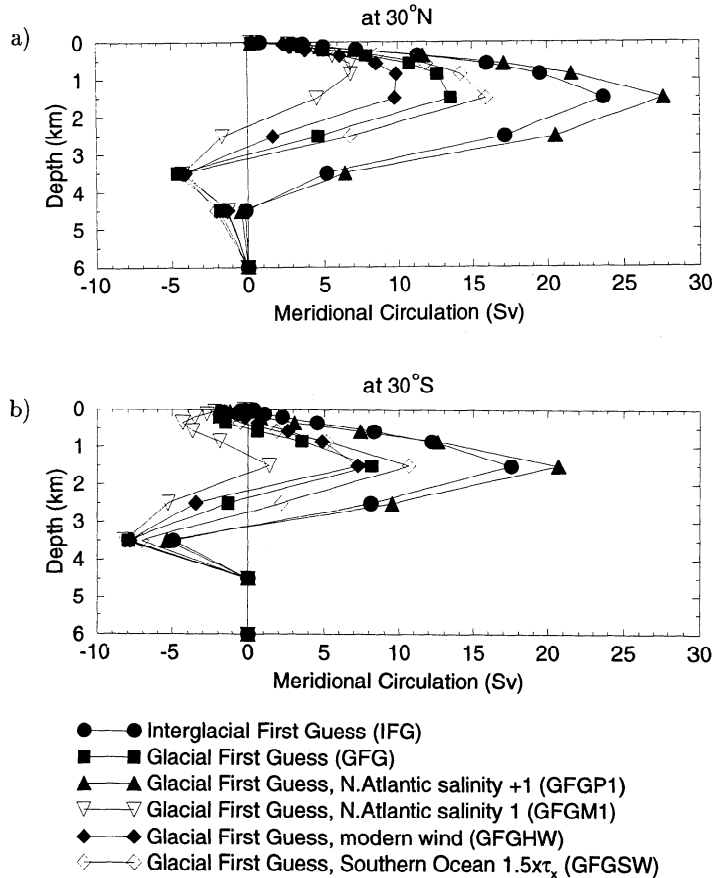 at 30°N
a)
0
1
2
3
4
5
6
Depth (km)
-10 -5 0 5 10 15 20 25 30
Meridional Circulation (Sv)
at 30°S
b)
0
1
2
3
4
5
6
Depth (km)
-10 -5 0 5 10 15 20 25 30
Meridional Circulation (Sv)
Interglacial First Guess (IFG)
Glacial First Guess (GFG)
Glacial First Guess, N.Atlantic salinity +1 (GFGP1)
Glacial First Guess, N.Atlantic salinity 1 (GFGM1)
Glacial First Guess, modern wind (GFGHW)
Glacial First Guess, Southern Ocean 1.5xτₓ (GFGSW)